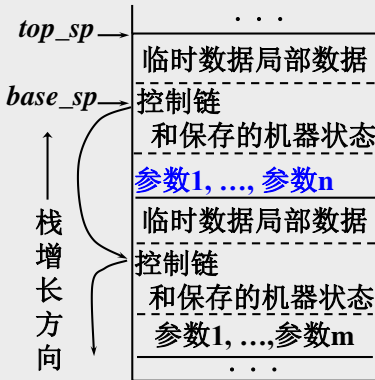 · · ·
top_sp
临时数据局部数据
base_sp
控制链
和保存的机器状态
参数1, …, 参数n
临时数据局部数据
控制链
和保存的机器状态
参数1, …,参数m
· · ·
栈增长方向